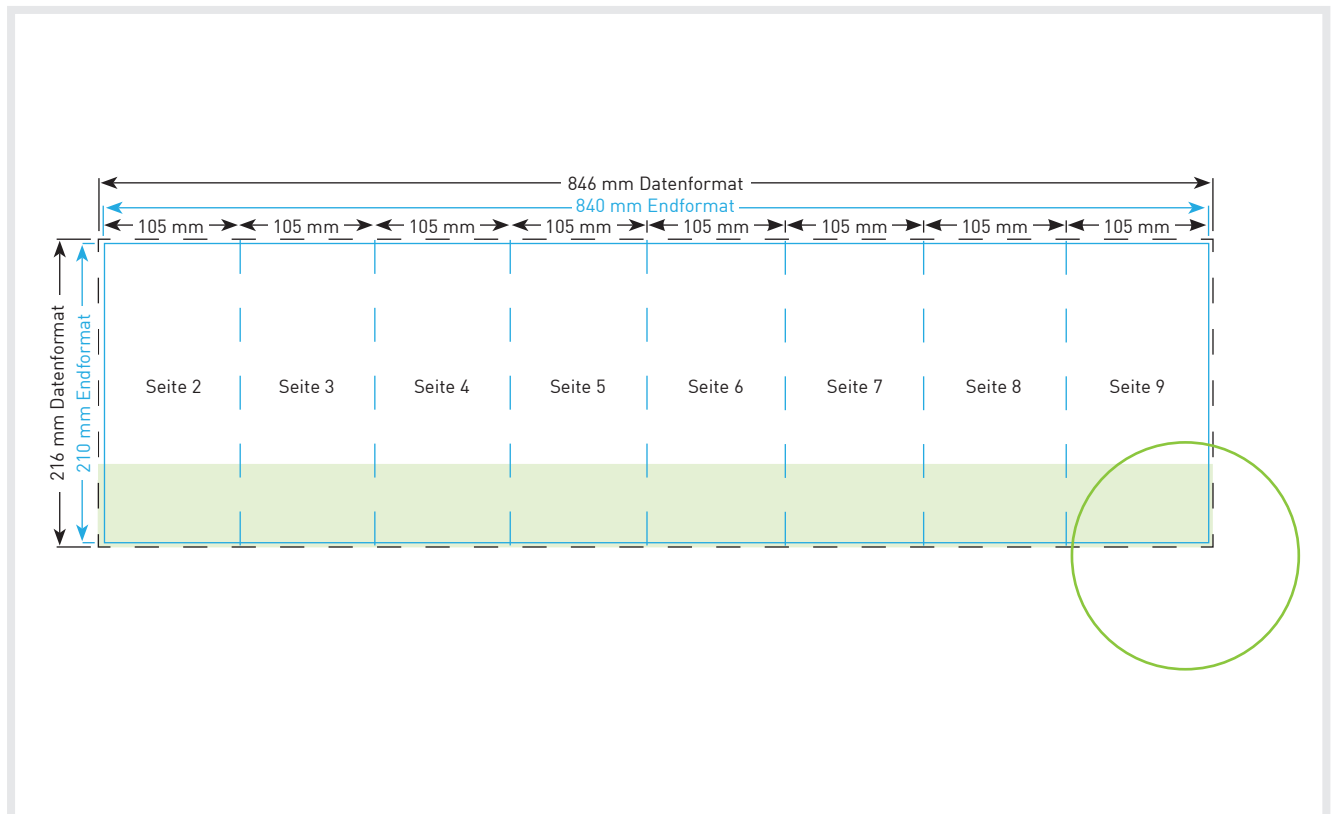 846 mm Datenformat
840 mm Endformat
105 mm 105 mm 105 mm 105 mm 105 mm 105 mm 105 mm 105 mm
216 mm Datenformat
210 mm Endformat
Seite 2 Seite 3 Seite 4 Seite 5 Seite 6 Seite 7 Seite 8 Seite 9